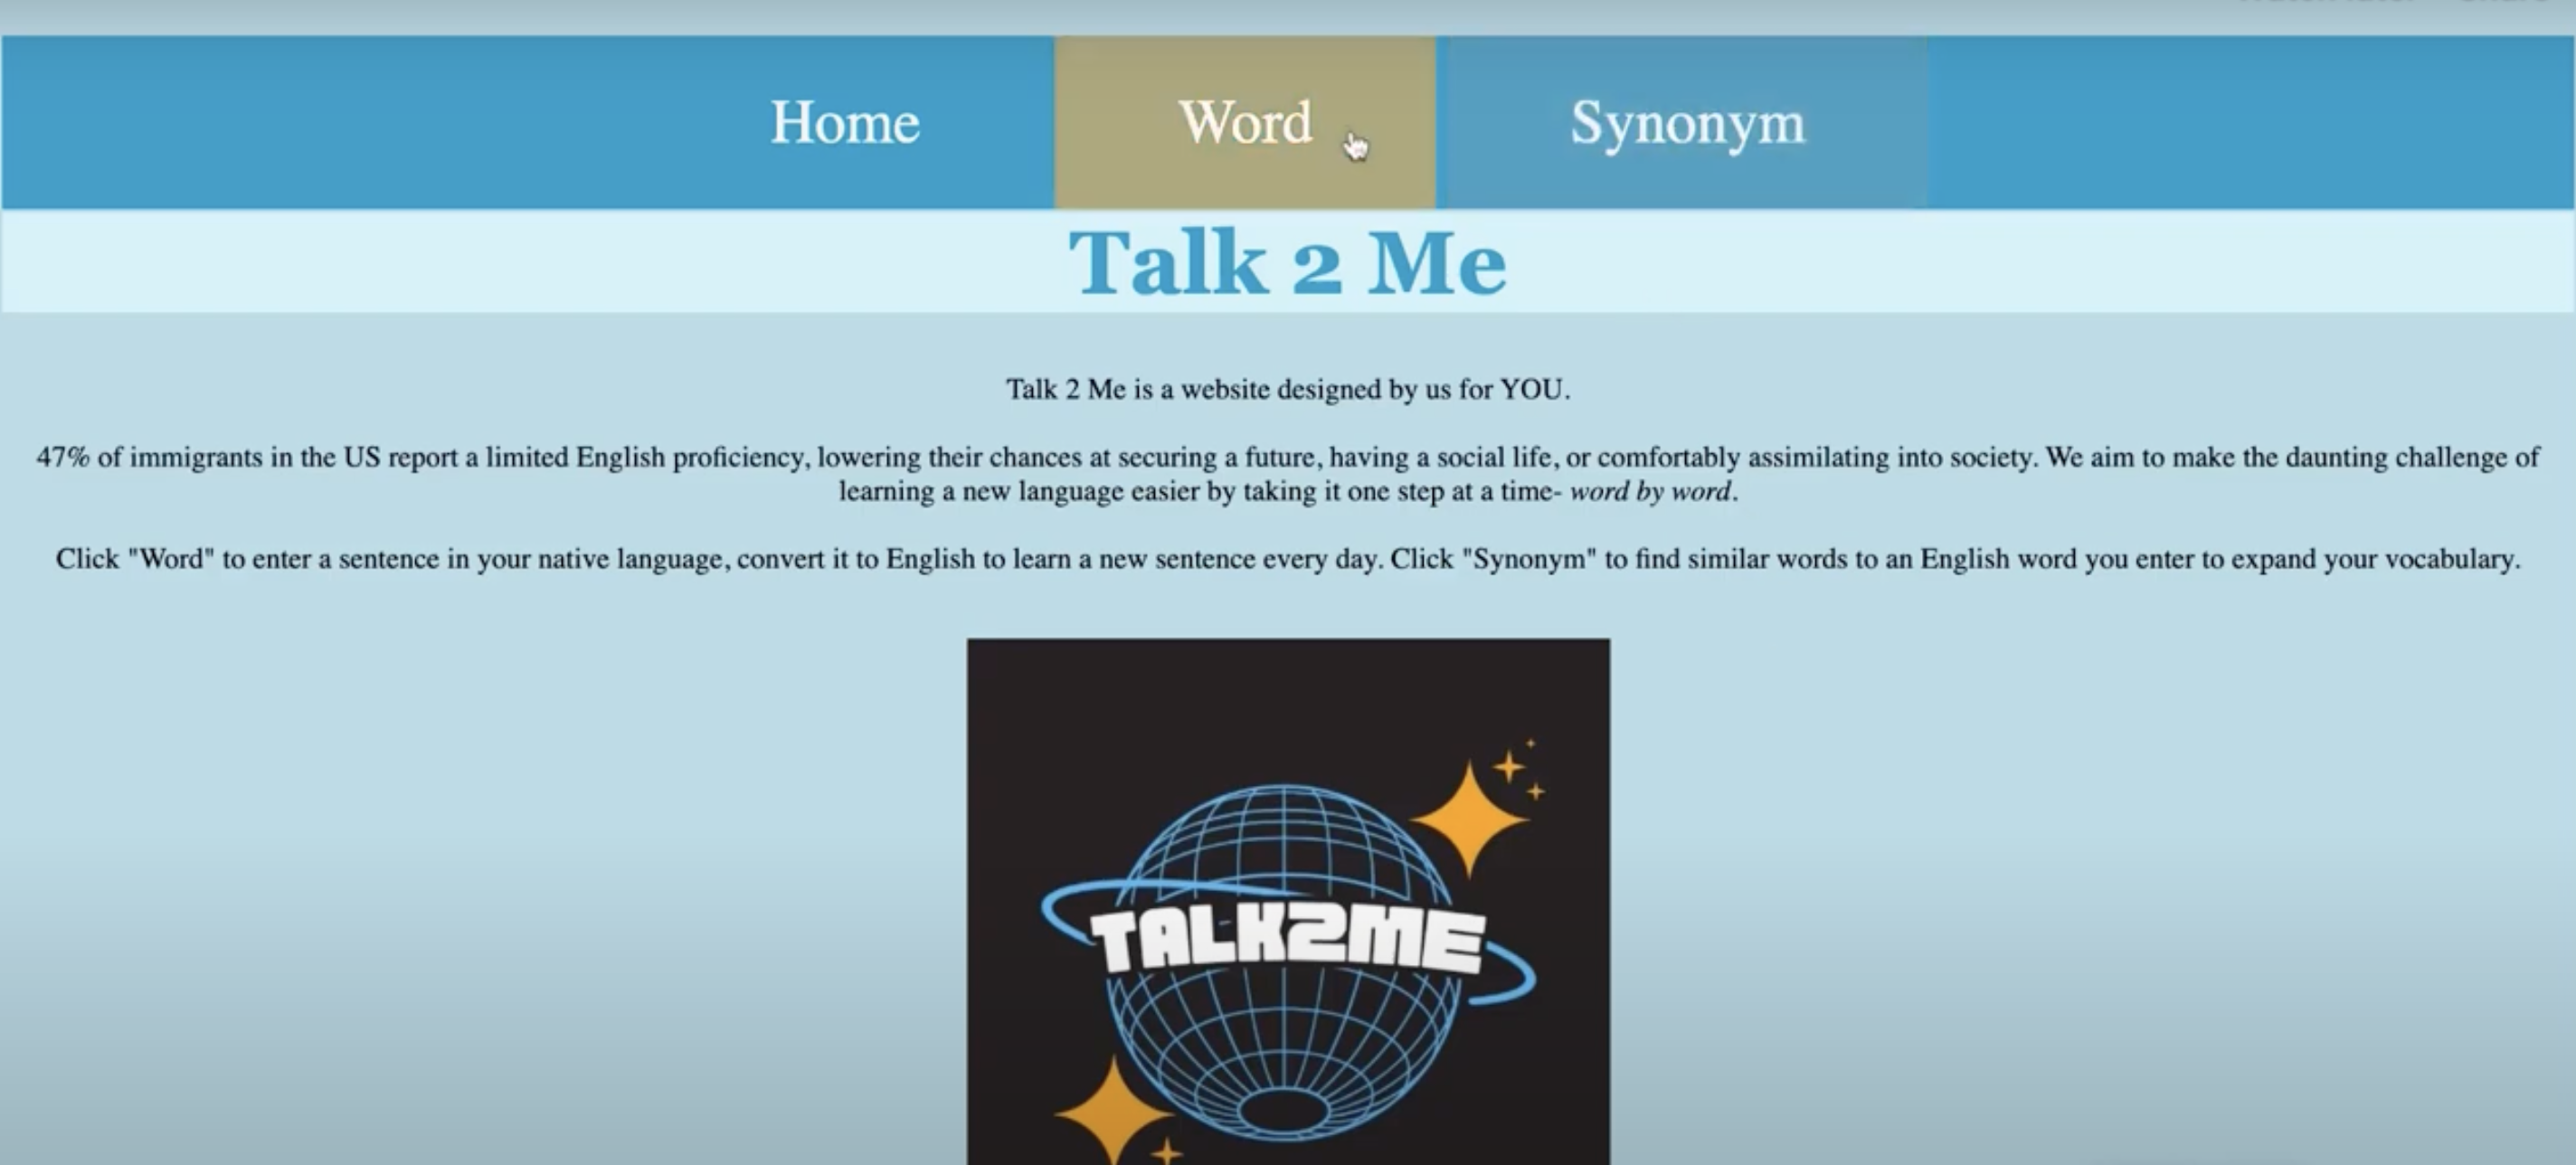 Home Word Synonym
Talk 2 Me
Talk 2 Me is a website designed by us for YOU.
47% of immigrants in the US report a limited English proficiency, lowering their chances at securing a future, having a social life, or comfortably assimilating into society. We aim to make the daunting challenge of
learning a new language easier by taking it one step at a time- word by word.
Click "Word" to enter a sentence in your native language, convert it to English to learn a new sentence every day. Click "Synonym" to find similar words to an English word you enter to expand your vocabulary.
TALK2ME